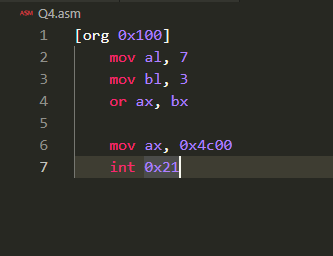 ASM Q4.asm
1 [org 0x100]
2 mov al, 7
3 mov bl, 3
4 or ax, bx
5
6 mov ax, 0x4c00
7 int 0x21